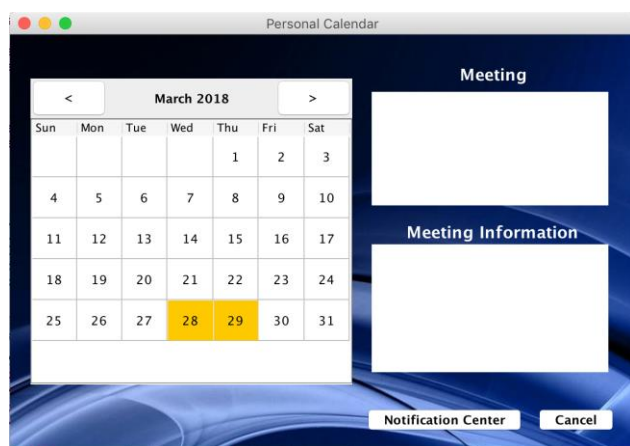 Personal Calendar
< March 2018 >
Sun Mon Tue Wed Thu Fri Sat
1 2 3
4 5 6 7 8 9 10
11 12 13 14 15 16 17
18 19 20 21 22 23 24
25 26 27 28 29 30 31
Meeting
Meeting Information
Notification Center Cancel